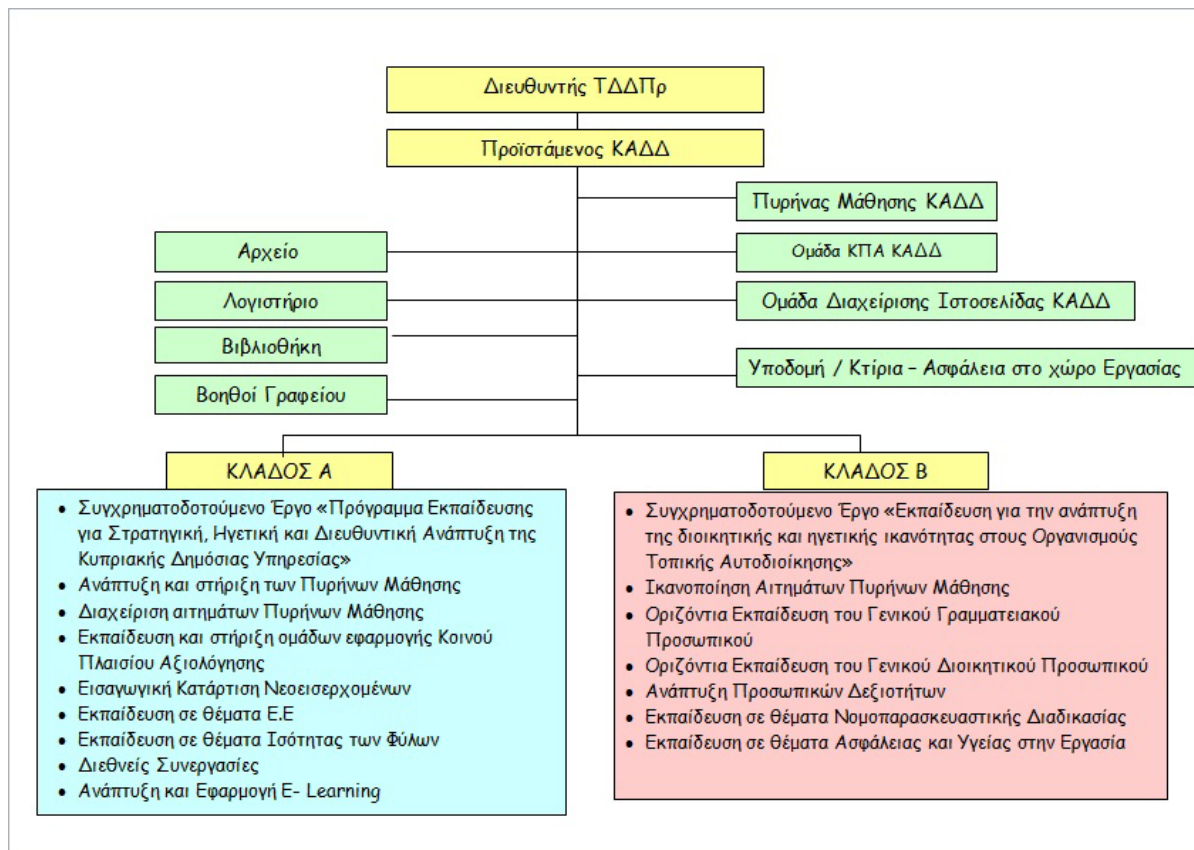 Διευθυντής ΤΔΔΠρ
Προϊστάμενος ΚΑΔΔ
Πυρήνας Μάθησης ΚΑΔΔ
Αρχείο
Ομάδα ΚΠΑ ΚΑΔΔ
Λογιστήριο
Ομάδα Διαχείρισης Ιστοσελίδας ΚΑΔΔ
Βιβλιοθήκη
Υποδομή / Κτίρια – Ασφάλεια στο χώρο Εργασίας
Βοηθοί Γραφείου
ΚΛΑΔΟΣ Α
• Συγχρηματοδοτούμενο Έργο «Πρόγραμμα Εκπαίδευσης
για Στρατηγική, Ηγετική και Διευθυντική Ανάπτυξη της
Κυπριακής Δημόσιας Υπηρεσίας»
• Ανάπτυξη και στήριξη των Πυρήνων Μάθησης
• Διαχείριση αιτημάτων Πυρήνων Μάθησης
• Εκπαίδευση και στήριξη ομάδων εφαρμογής Κοινού
Πλαισίου Αξιολόγησης
• Εισαγωγική Κατάρτιση Νεοεισερχομένων
• Εκπαίδευση σε θέματα Ε.Ε
• Εκπαίδευση σε θέματα Ισότητας των Φύλων
• Διεθνείς Συνεργασίες
• Ανάπτυξη και Εφαρμογή E- Learning
ΚΛΑΔΟΣ Β
• Συγχρηματοδοτούμενο Έργο «Εκπαίδευση για την ανάπτυξη
της διοικητικής και ηγετικής ικανότητας στους Οργανισμούς
Τοπικής Αυτοδιοίκησης»
• Ικανοποίηση Αιτημάτων Πυρήνων Μάθησης
• Οριζόντια Εκπαίδευση του Γενικού Γραμματειακού
Προσωπικού
• Οριζόντια Εκπαίδευση του Γενικού Διοικητικού Προσωπικού
• Ανάπτυξη Προσωπικών Δεξιοτήτων
• Εκπαίδευση σε θέματα Νομοπαρασκευαστικής Διαδικασίας
• Εκπαίδευση σε θέματα Ασφάλειας και Υγείας στην Εργασία